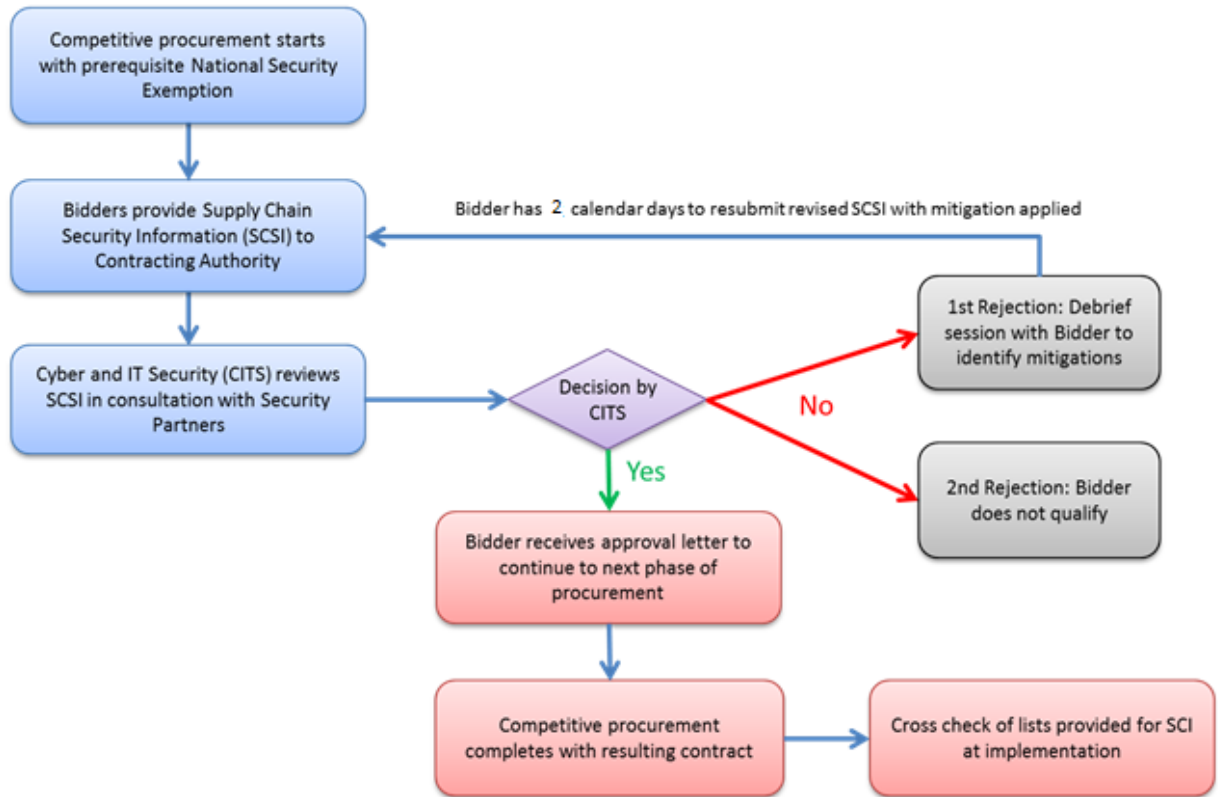 Competitive procurement starts
with prerequisite National Security
Exemption
Bidders provide Supply Chain
Security Information (SCSI) to
Contracting Authority
Bidder has 2 calendar days to resubmit revised SCSI with mitigation applied
1st Rejection: Debrief
session with Bidder to
identify mitigations
Cyber and IT Security (CITS) reviews
SCSI in consultation with Security
Partners
Decision by
CITS
No
Yes
2nd Rejection: Bidder
does not qualify
Bidder receives approval letter to
continue to next phase of
procurement
Competitive procurement
completes with resulting contract
Cross check of lists provided for SCI
at implementation